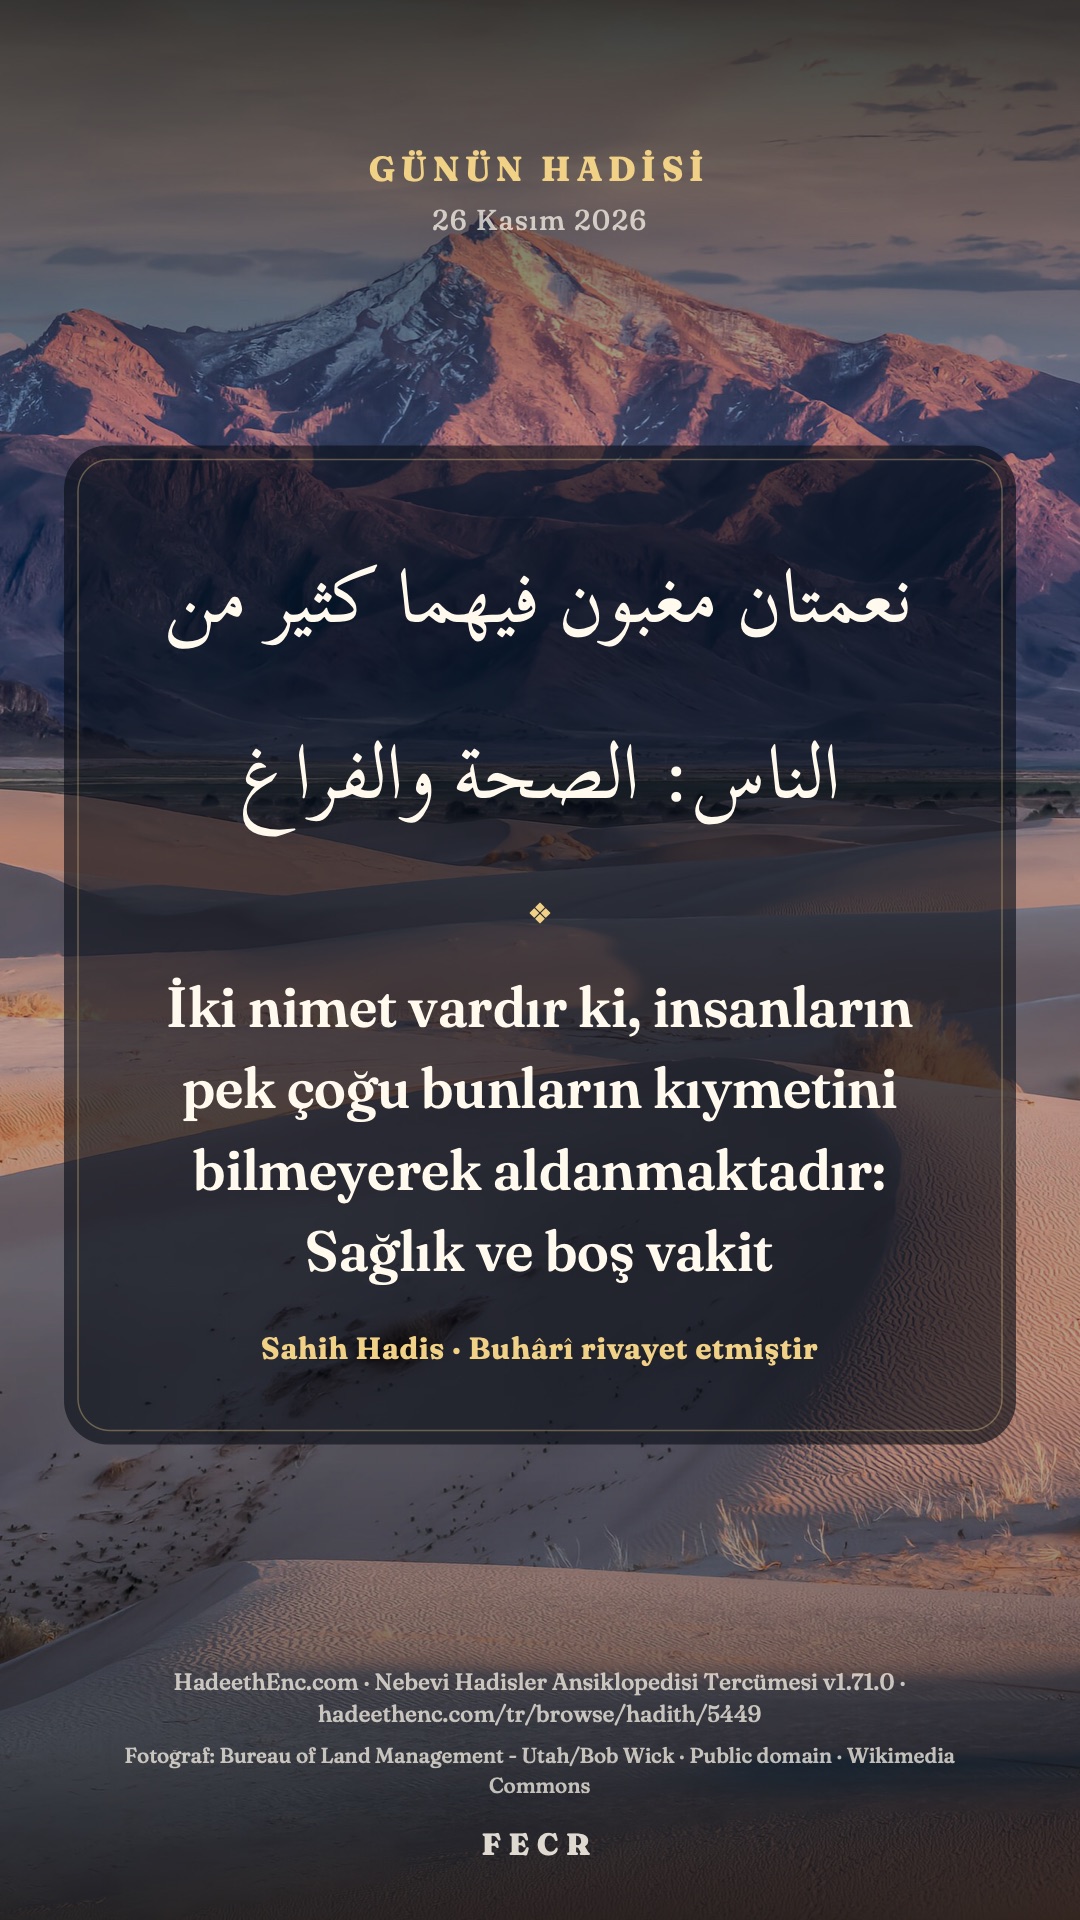 GÜNÜN HADİSİ
26 Kasım 2026
نعمتان مغبون فيهما كثير من
الناس: الصحة والفراغ
İki nimet vardır ki, insanların
pek çoğu bunların kıymetini
bilmeyerek aldanmaktadır:
Sağlık ve boş vakit
Sahih Hadis · Buhârî rivayet etmiştir
HadeethEnc.com · Nebevi Hadisler Ansiklopedisi Tercümesi v1.71.0 ·
hadeethenc.com/tr/browse/hadith/5449
Fotoğraf: Bureau of Land Management - Utah/Bob Wick · Public domain · Wikimedia
Commons
FECR